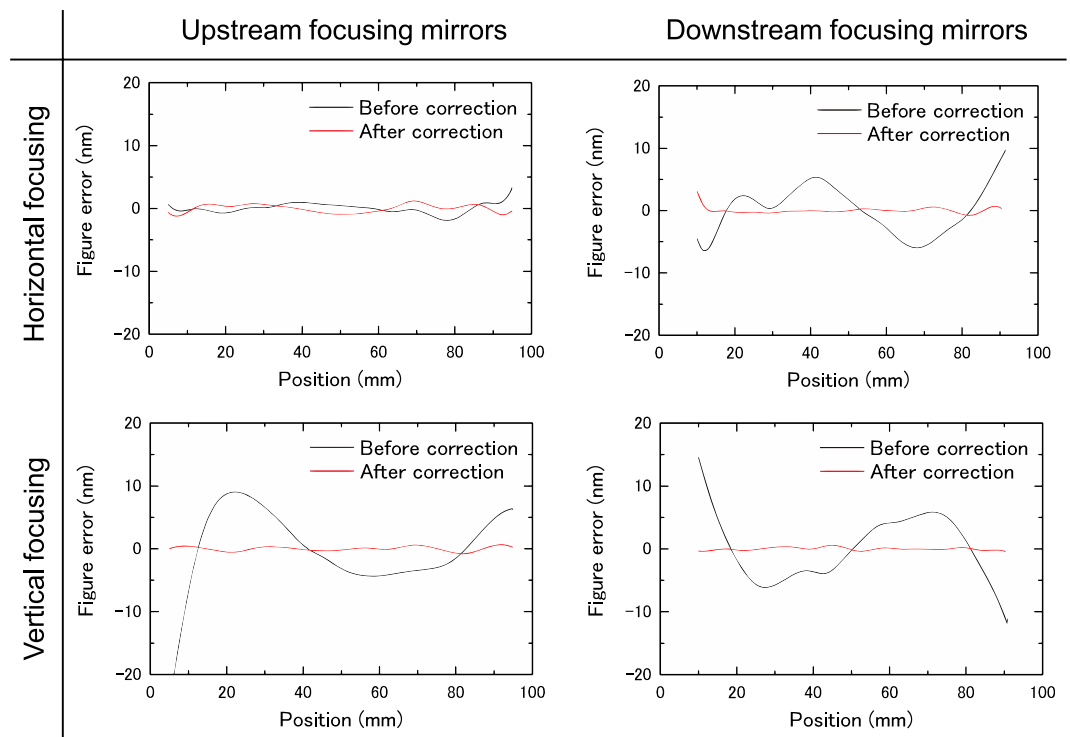 Upstream focusing mirrors
Downstream focusing mirrors
Horizontal focusing
20
10
0
-10
-20
Figure error (nm)
Before correction
After correction
0 20 40 60 80 100
Position (mm)
20
10
0
-10
-20
Figure error (nm)
Before correction
After correction
0 20 40 60 80 100
Position (mm)
Vertical focusing
20
10
0
-10
-20
Figure error (nm)
Before correction
After correction
0 20 40 60 80 100
Position (mm)
20
10
0
-10
-20
Figure error (nm)
Before correction
After correction
0 20 40 60 80 100
Position (mm)